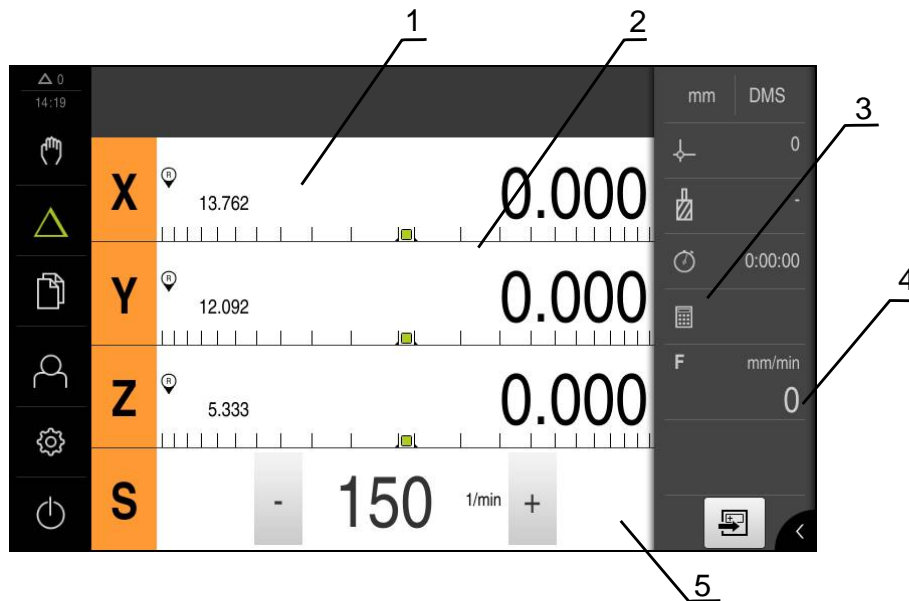 1
2
0
14:19
mm DMS
3
0
X R 13.762 0.000
-
0:00:00
Y R 12.092 0.000
4
F mm/min
0
Z R 5.333 0.000
S - 150 1/min +
5